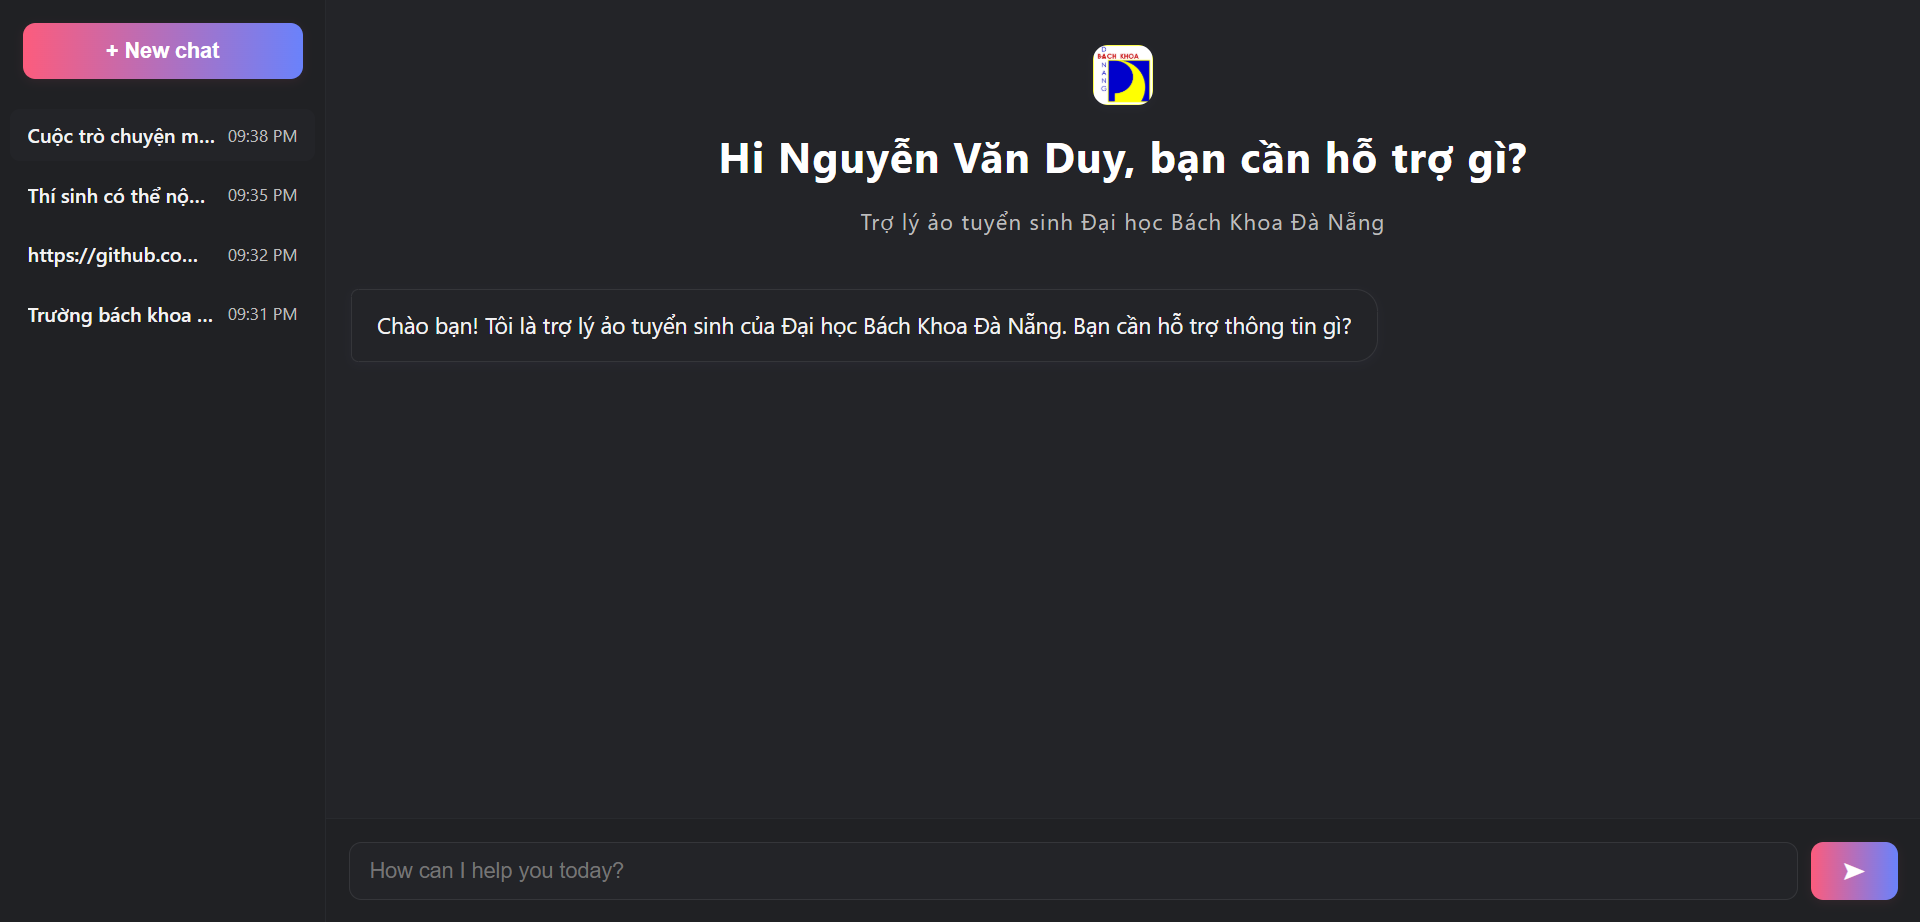 + New chat
Cuộc trò chuyện m... 09:38 PM
Thí sinh có thể nộ... 09:35 PM
https://github.co... 09:32 PM
Trường bách khoa ... 09:31 PM
BÁCH KHOA
DANANG
Hi Nguyễn Văn Duy, bạn cần hỗ trợ gì?
Trợ lý ảo tuyển sinh Đại học Bách Khoa Đà Nẵng
Chào bạn! Tôi là trợ lý ảo tuyển sinh của Đại học Bách Khoa Đà Nẵng. Bạn cần hỗ trợ thông tin gì?
How can I help you today?